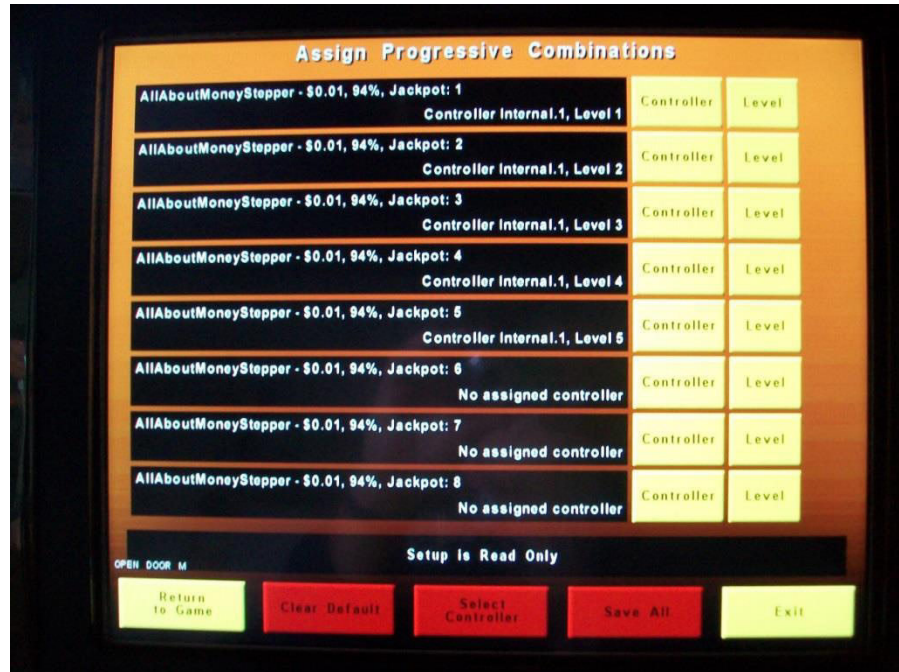 Assign Progressive Combinations
AllAboutMoneyStepper - $0.01, 94%, Jackpot: 1
Controller Internal.1, Level 1
Controller
Level
AllAboutMoneyStepper - $0.01, 94%, Jackpot: 2
Controller Internal.1, Level 2
Controller
Level
AllAboutMoneyStepper - $0.01, 94%, Jackpot: 3
Controller Internal.1, Level 3
Controller
Level
AllAboutMoneyStepper - $0.01, 94%, Jackpot: 4
Controller Internal.1, Level 4
Controller
Level
AllAboutMoneyStepper - $0.01, 94%, Jackpot: 5
Controller Internal.1, Level 5
Controller
Level
AllAboutMoneyStepper - $0.01, 94%, Jackpot: 6
No assigned controller
Controller
Level
AllAboutMoneyStepper - $0.01, 94%, Jackpot: 7
No assigned controller
Controller
Level
AllAboutMoneyStepper - $0.01, 94%, Jackpot: 8
No assigned controller
Controller
Level
Setup Is Read Only
OPEN DOOR M
Return
to Game
Clear Default
Select
Controller
Save All
Exit